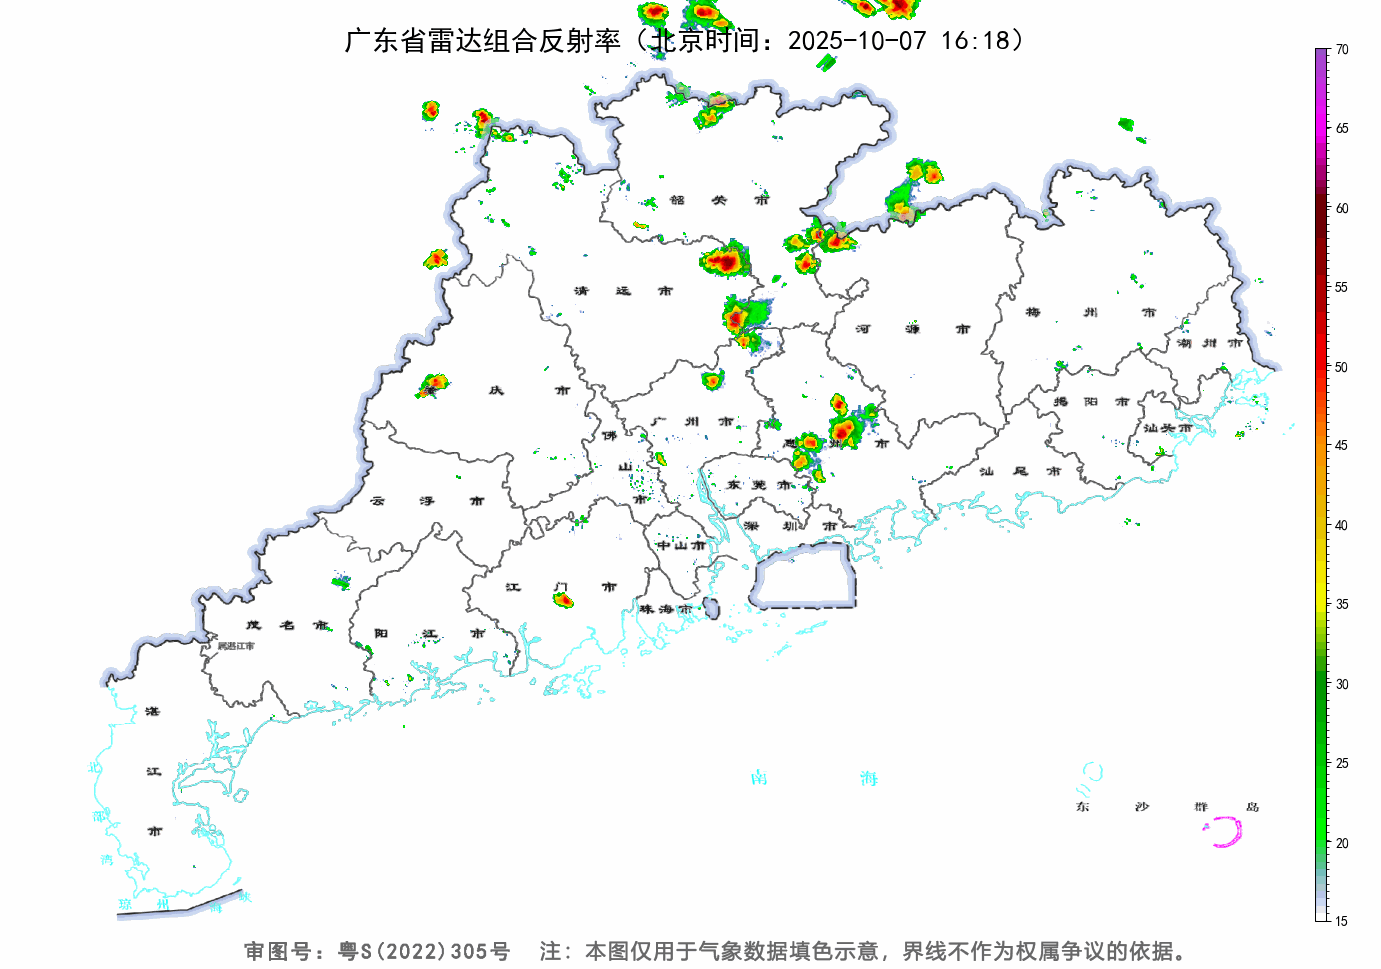 广东省雷达组合反射率（北京时间：2025-10-07 16:18）
70
65
60
55
50
45
40
35
30
25
20
15
韶关市
清远市
河源市
梅州市
潮州市
肇庆市
广州市
惠州市
揭阳市
汕头市
佛山市
云浮市
东莞市
汕尾市
深圳市
中山市
江门市
珠海市
茂名市
阳江市
属湛江市
湛江市
北部湾
南海
东沙群岛
琼州海峡
审图号：粤S(2022)305号 注：本图仅用于气象数据填色示意，界线不作为权属争议的依据。